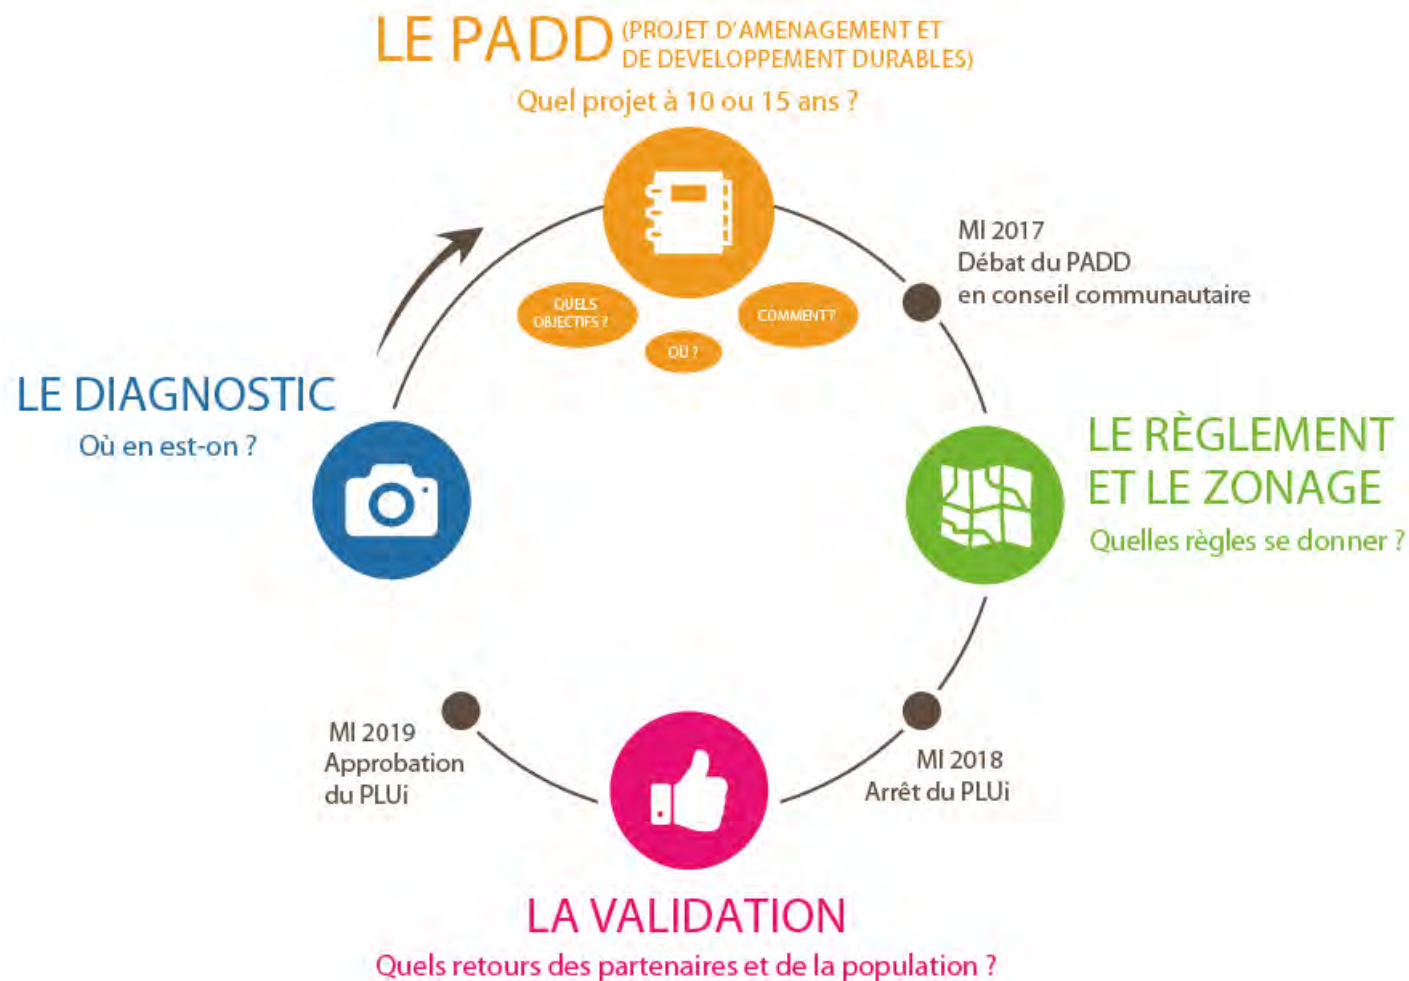 LE PADD (PROJET D'AMENAGEMENT ET
DE DEVELOPPEMENT DURABLES)
Quel projet à 10 ou 15 ans ?
QUELS
OBJECTIFS ?
OÙ ?
COMMENT ?
MI 2017
Débat du PADD
en conseil communautaire
LE DIAGNOSTIC
Où en est-on ?
LE RÈGLEMENT
ET LE ZONAGE
Quelles règles se donner ?
MI 2019
Approbation
du PLUi
MI 2018
Arrêt du PLUi
LA VALIDATION
Quels retours des partenaires et de la population ?